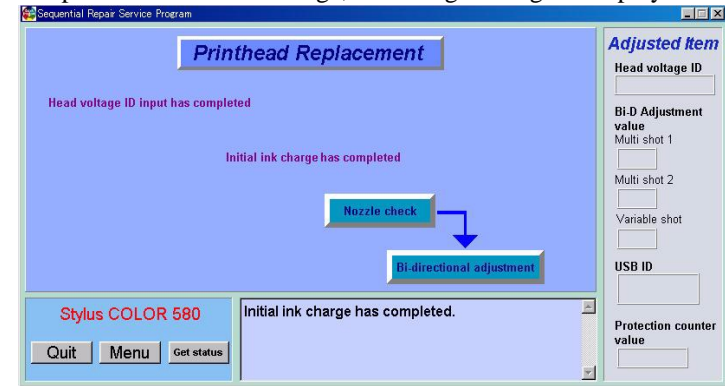 Sequential Repair Service Program
Printhead Replacement
Head voltage ID input has completed
Initial ink charge has completed
Nozzle check
Bi-directional adjustment
Adjusted Item
Head voltage ID
Bi-D Adjustment
value
Multi shot 1
Multi shot 2
Variable shot
USB ID
Protection counter
value
Stylus COLOR 580
Quit
Menu
Get status
Initial ink charge has completed.